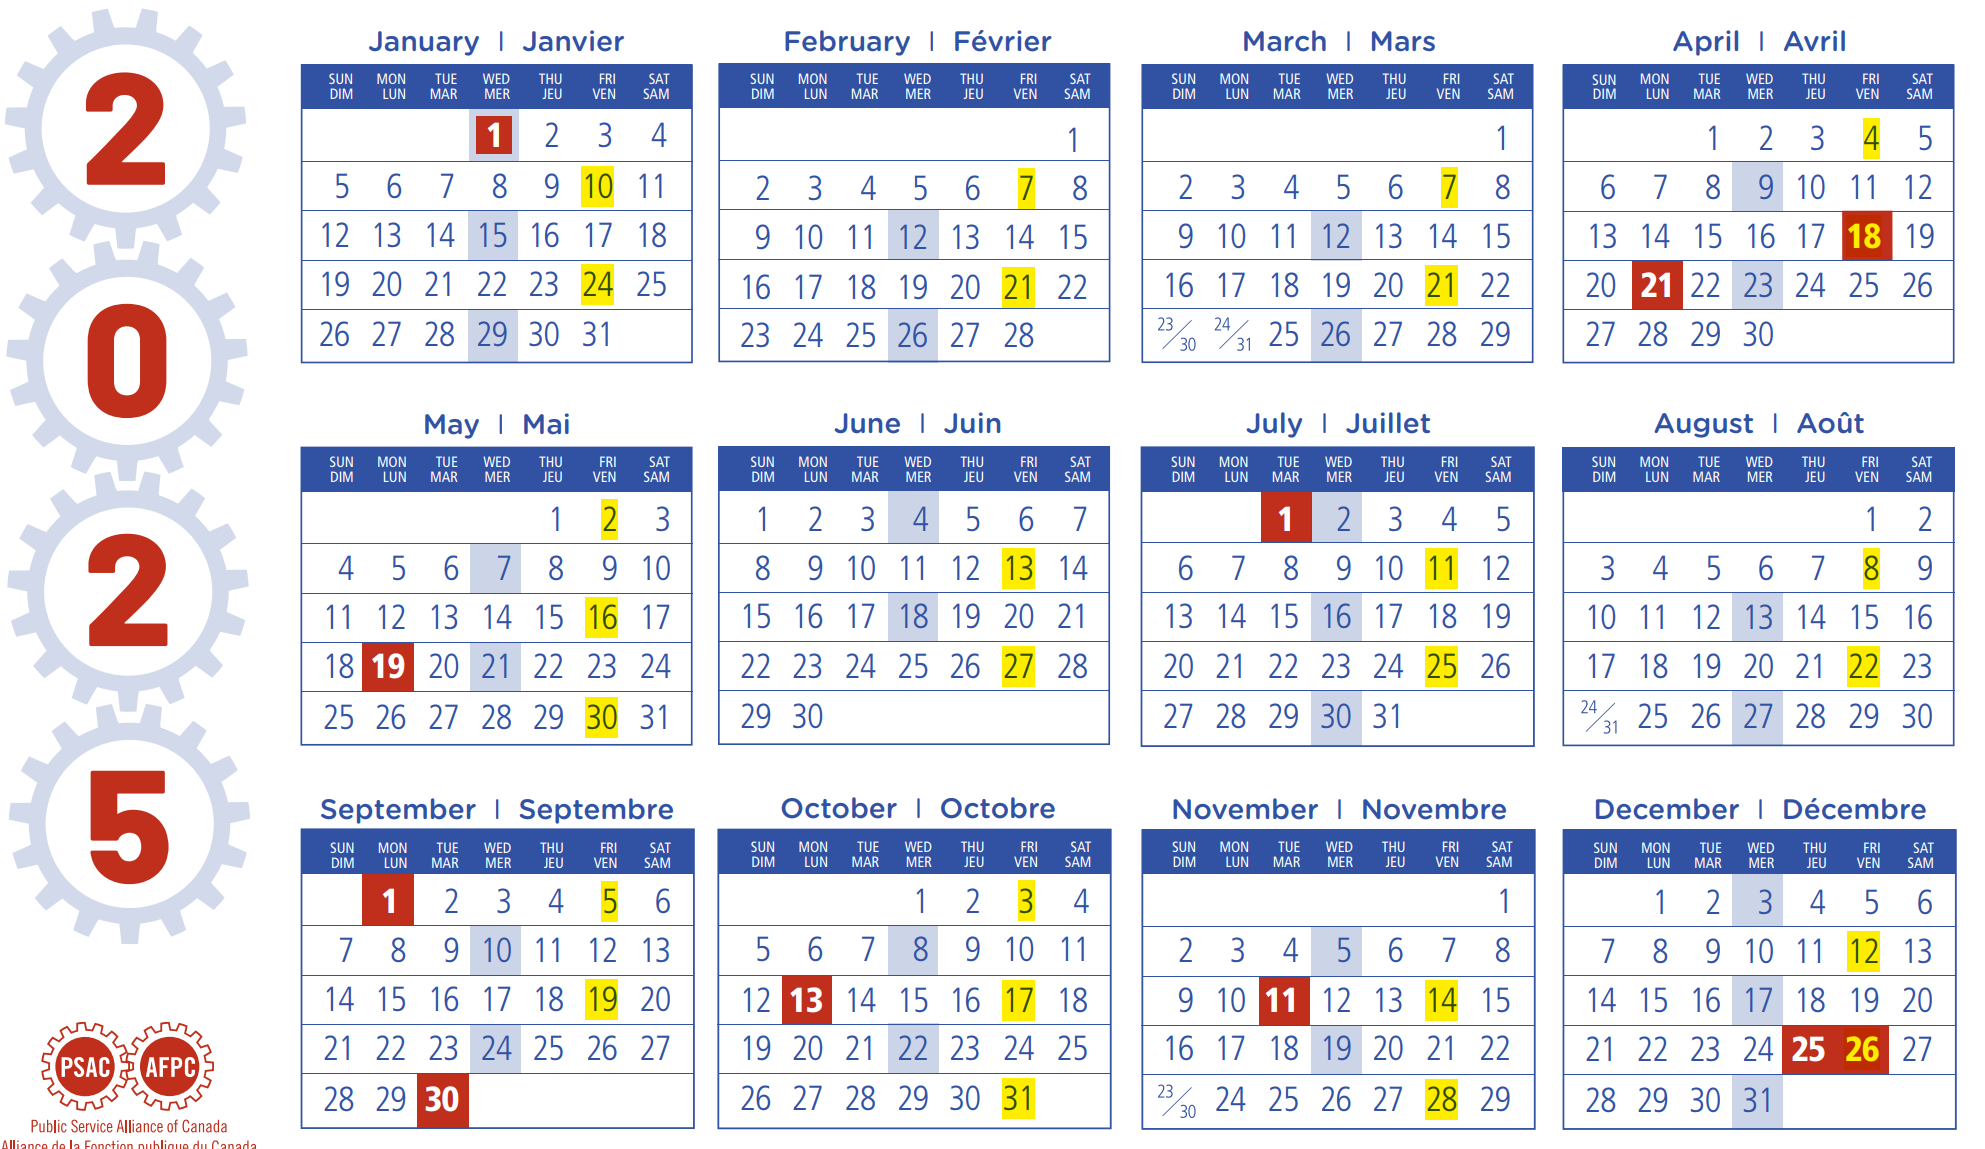 2
0
2
5
January | Janvier
SUN MON TUE WED THU FRI SAT
DIM LUN MAR MER JEU VEN SAM
1 2 3 4
5 6 7 8 9 10 11
12 13 14 15 16 17 18
19 20 21 22 23 24 25
26 27 28 29 30 31
February | Février
SUN MON TUE WED THU FRI SAT
DIM LUN MAR MER JEU VEN SAM
1
2 3 4 5 6 7 8
9 10 11 12 13 14 15
16 17 18 19 20 21 22
23 24 25 26 27 28
March | Mars
SUN MON TUE WED THU FRI SAT
DIM LUN MAR MER JEU VEN SAM
1
2 3 4 5 6 7 8
9 10 11 12 13 14 15
16 17 18 19 20 21 22
23/30 24/31 25 26 27 28 29
April | Avril
SUN MON TUE WED THU FRI SAT
DIM LUN MAR MER JEU VEN SAM
1 2 3 4 5
6 7 8 9 10 11 12
13 14 15 16 17 18 19
20 21 22 23 24 25 26
27 28 29 30
May | Mai
SUN MON TUE WED THU FRI SAT
DIM LUN MAR MER JEU VEN SAM
1 2 3
4 5 6 7 8 9 10
11 12 13 14 15 16 17
18 19 20 21 22 23 24
25 26 27 28 29 30 31
June | Juin
SUN MON TUE WED THU FRI SAT
DIM LUN MAR MER JEU VEN SAM
1 2 3 4 5 6 7
8 9 10 11 12 13 14
15 16 17 18 19 20 21
22 23 24 25 26 27 28
29 30
July | Juillet
SUN MON TUE WED THU FRI SAT
DIM LUN MAR MER JEU VEN SAM
1 2 3 4 5
6 7 8 9 10 11 12
13 14 15 16 17 18 19
20 21 22 23 24 25 26
27 28 29 30 31
August | Août
SUN MON TUE WED THU FRI SAT
DIM LUN MAR MER JEU VEN SAM
1 2
3 4 5 6 7 8 9
10 11 12 13 14 15 16
17 18 19 20 21 22 23
24/31 25 26 27 28 29 30
September | Septembre
SUN MON TUE WED THU FRI SAT
DIM LUN MAR MER JEU VEN SAM
1 2 3 4 5 6
7 8 9 10 11 12 13
14 15 16 17 18 19 20
21 22 23 24 25 26 27
28 29 30
October | Octobre
SUN MON TUE WED THU FRI SAT
DIM LUN MAR MER JEU VEN SAM
1 2 3 4
5 6 7 8 9 10 11
12 13 14 15 16 17 18
19 20 21 22 23 24 25
26 27 28 29 30 31
November | Novembre
SUN MON TUE WED THU FRI SAT
DIM LUN MAR MER JEU VEN SAM
1
2 3 4 5 6 7 8
9 10 11 12 13 14 15
16 17 18 19 20 21 22
23/30 24 25 26 27 28 29
December | Décembre
SUN MON TUE WED THU FRI SAT
DIM LUN MAR MER JEU VEN SAM
1 2 3 4 5 6
7 8 9 10 11 12 13
14 15 16 17 18 19 20
21 22 23 24 25 26 27
28 29 30 31
PSAC AFPC
Public Service Alliance of Canada
Alliance de la Fonction publique du Canada